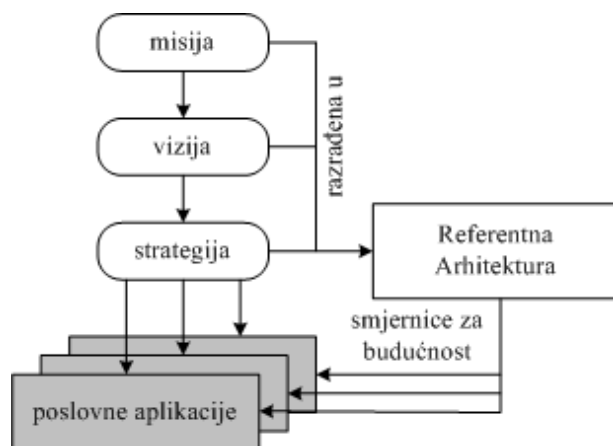 misija
vizija
razrađena u
strategija
Referentna
Arhitektura
smjernice za
budućnost
poslovne aplikacije